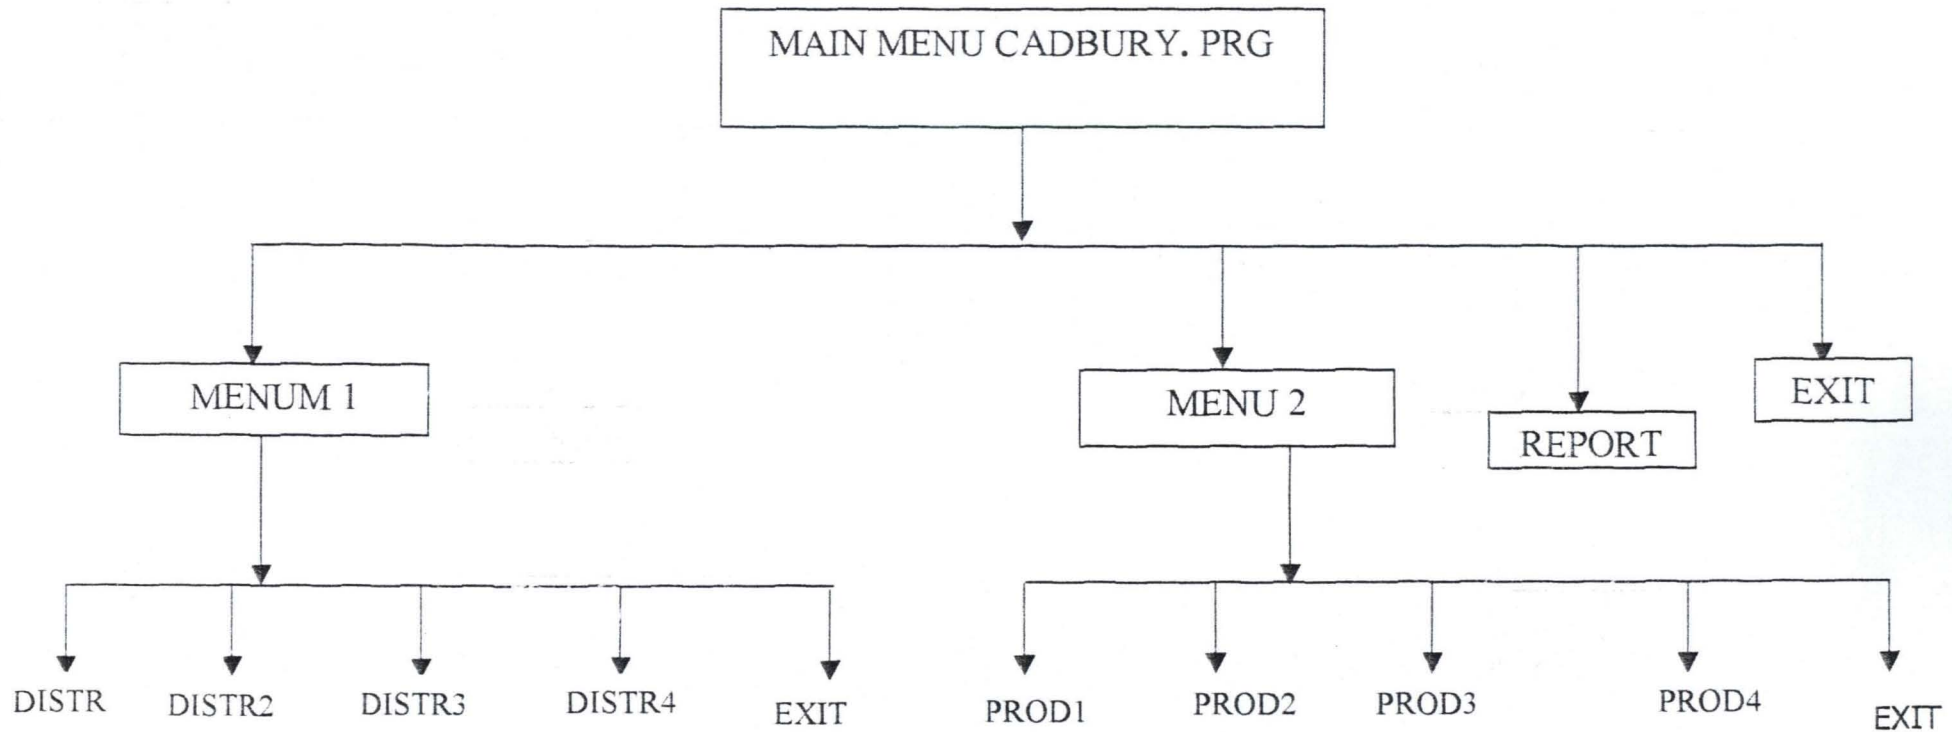 MAIN MENU CADBURY. PRG
MENUM 1
MENU 2
REPORT
EXIT
DISTR
DISTR2
DISTR3
DISTR4
EXIT
PROD1
PROD2
PROD3
PROD4
EXIT